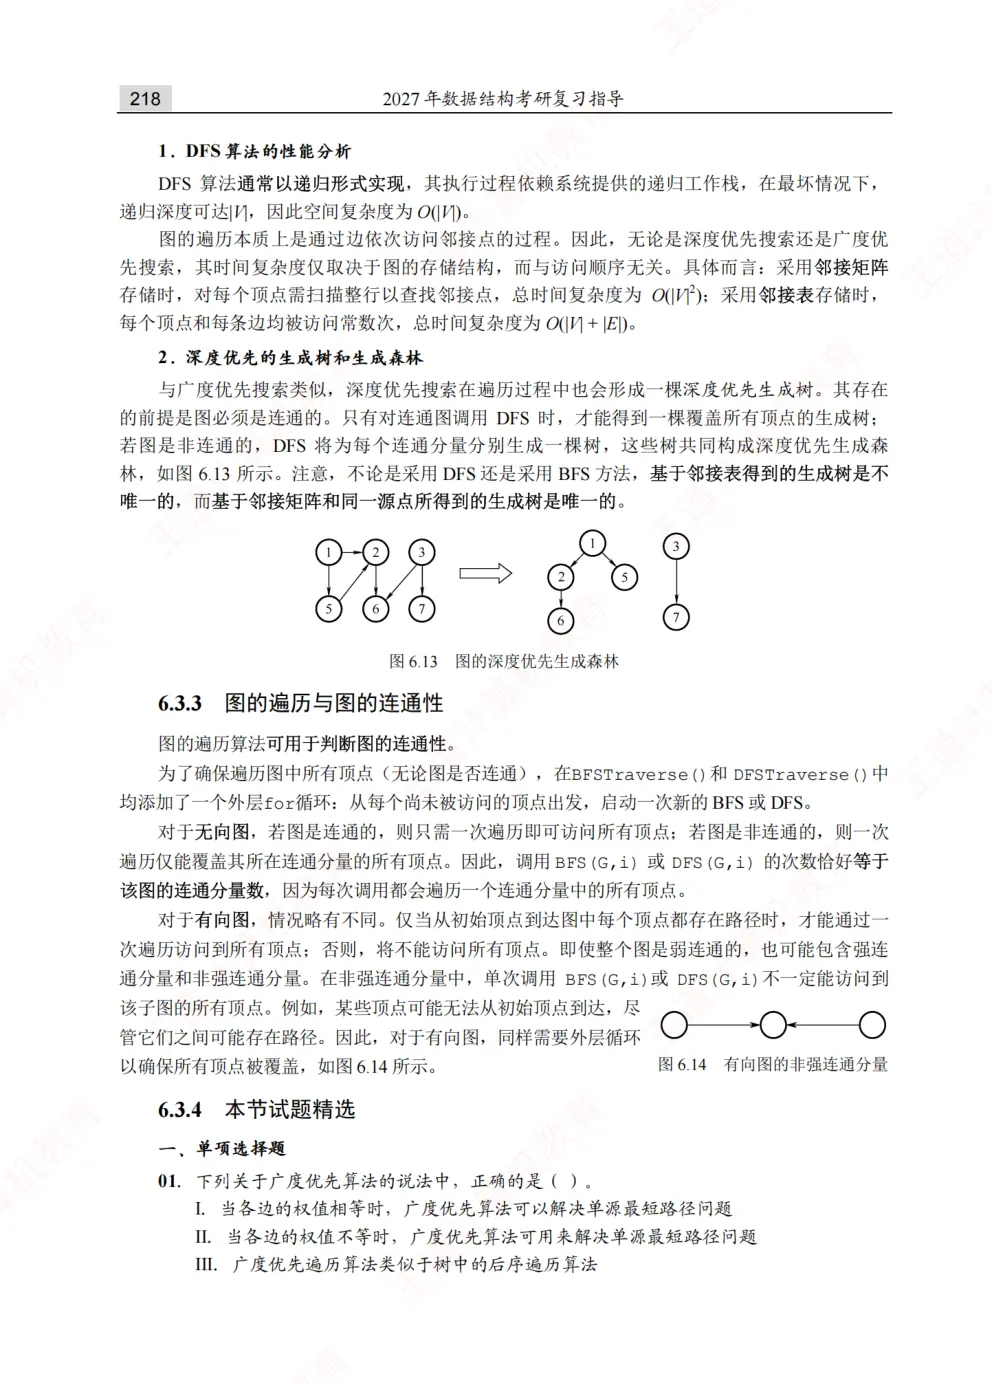 218
2027年数据结构考研复习指导
1. DFS算法的性能分析
DFS 算法通常以递归形式实现，其执行过程依赖系统提供的递归工作栈，在最坏情况下，
递归深度可达|V|，因此空间复杂度为 O(|V|)。
图的遍历本质上是通过边依次访问邻接点的过程。因此，无论是深度优先搜索还是广度优
先搜索，其时间复杂度仅取决于图的存储结构，而与访问顺序无关。具体而言：采用邻接矩阵
存储时，对每个顶点需扫描整行以查找邻接点，总时间复杂度为 O(|V|²)；采用邻接表存储时，
每个顶点和每条边均被访问常数次，总时间复杂度为 O(|V| + |E|)。
2. 深度优先的生成树和生成森林
与广度优先搜索类似，深度优先搜索在遍历过程中也会形成一棵深度优先生成树。其存在
的前提是图必须是连通的。只有对连通图调用 DFS 时，才能得到一棵覆盖所有顶点的生成树；
若图是非连通的，DFS 将为每个连通分量分别生成一棵树，这些树共同构成深度优先生成森
林，如图 6.13 所示。注意，不论是采用 DFS 还是采用 BFS 方法，基于邻接表得到的生成树是不
唯一的，而基于邻接矩阵和同一源点所得到的生成树是唯一的。
1 2 3 1 3
2 5
5 6 7 6 7
图 6.13 图的深度优先生成森林
6.3.3 图的遍历与图的连通性
图的遍历算法可用于判断图的连通性。
为了确保遍历图中所有顶点（无论图是否连通），在BFSTraverse()和 DFSTraverse()中
均添加了一个外层for循环：从每个尚未被访问的顶点出发，启动一次新的 BFS 或 DFS。
对于无向图，若图是连通的，则只需一次遍历即可访问所有顶点；若图是非连通的，则一次
遍历仅能覆盖其所在连通分量的所有顶点。因此，调用 BFS(G,i) 或 DFS(G,i) 的次数恰好等于
该图的连通分量数，因为每次调用都会遍历一个连通分量中的所有顶点。
对于有向图，情况略有不同。仅当从初始顶点到达图中每个顶点都存在路径时，才能通过一
次遍历访问到所有顶点；否则，将不能访问所有顶点。即使整个图是弱连通的，也可能包含强连
通分量和非强连通分量。在非强连通分量中，单次调用 BFS(G,i)或 DFS(G,i)不一定能访问到
该子图的所有顶点。例如，某些顶点可能无法从初始顶点到达，尽
管它们之间可能存在路径。因此，对于有向图，同样需要外层循环
以确保所有顶点被覆盖，如图 6.14 所示。
图 6.14 有向图的非强连通分量
6.3.4 本节试题精选
一、单项选择题
01. 下列关于广度优先算法的说法中，正确的是（ ）。
I. 当各边的权值相等时，广度优先算法可以解决单源最短路径问题
II. 当各边的权值不等时，广度优先算法可用来解决单源最短路径问题
III. 广度优先遍历算法类似于树中的后序遍历算法